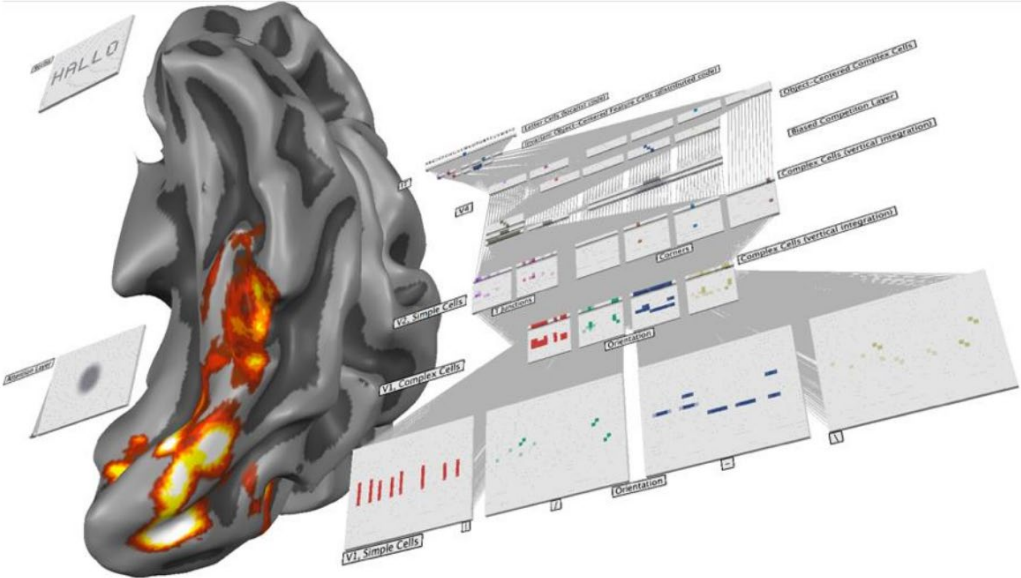 HALLO
Letter Cells (localist code)
Invariant Object-Centered Feature Cells (distributed code)
Object-Centered Complex Cells
Biased Competition Layer
Complex Cells (vertical integration)
IT
V4
Complex Cells (vertical integration)
Corners
V2, Simple Cells
T Junctions
Attention Layer
Orientation
V1, Complex Cells
\
–
Orientation
/
|
V1, Simple Cells